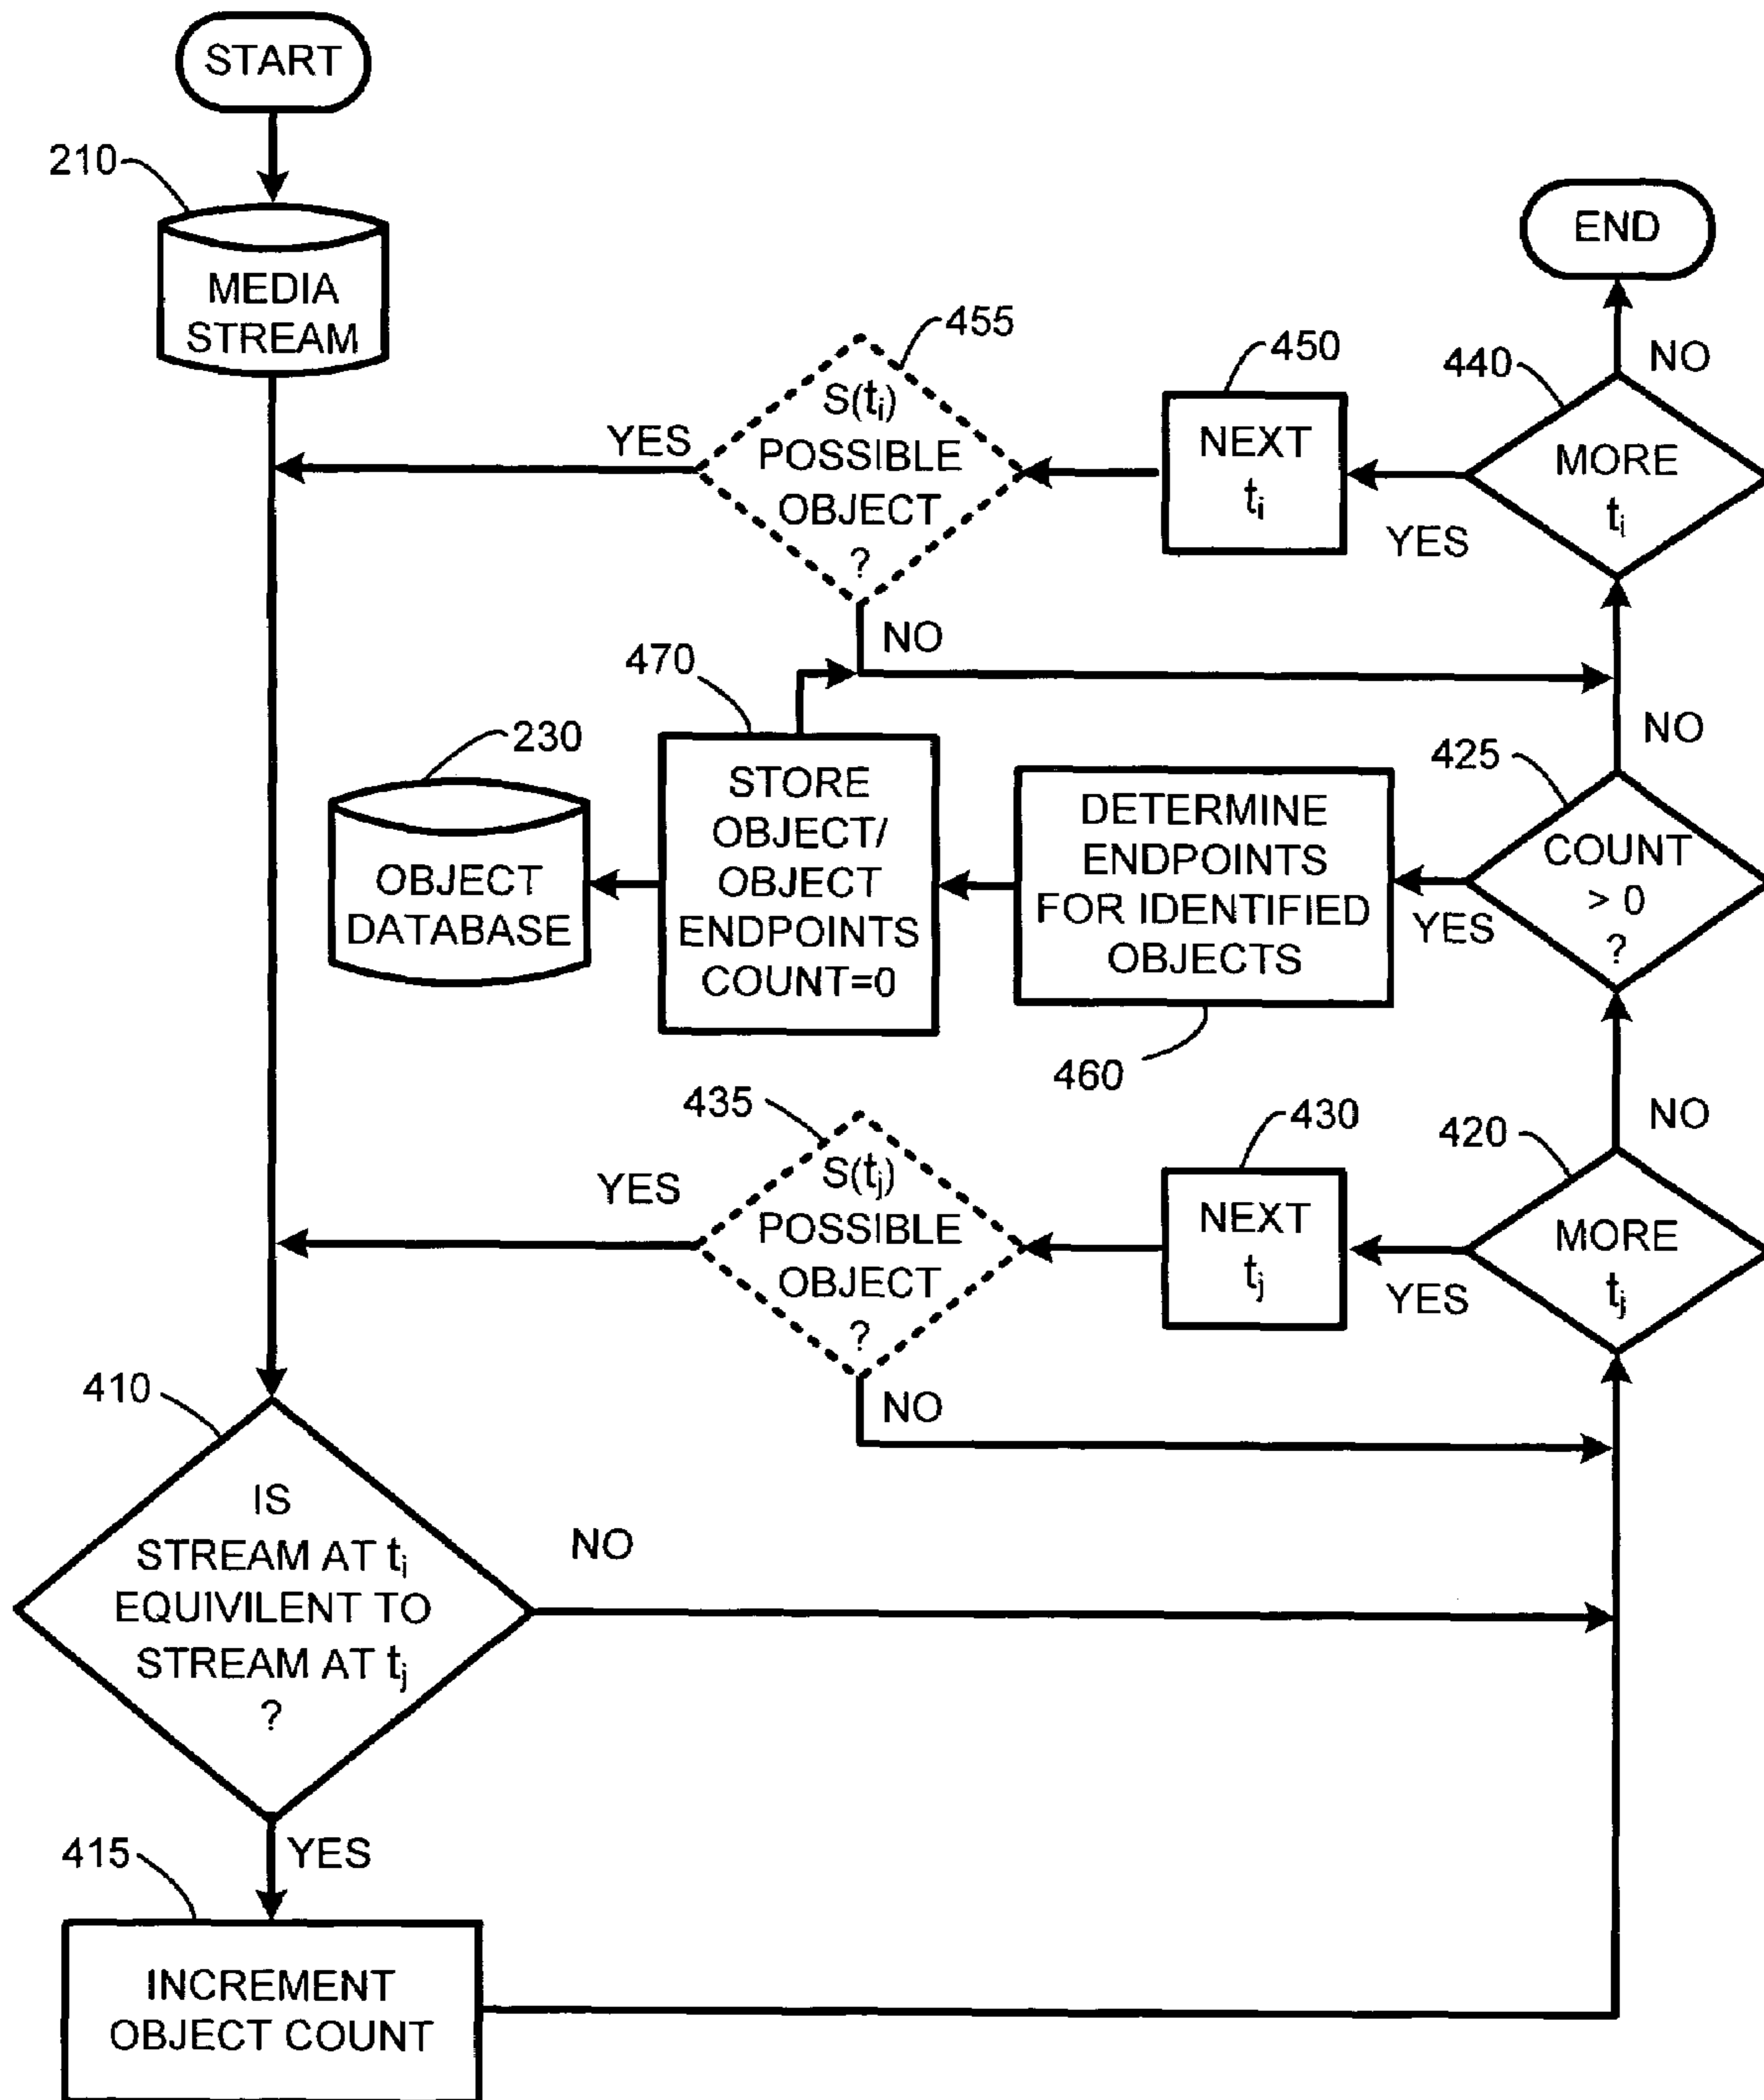 START
210
MEDIA
STREAM
END
455
S(ti)
POSSIBLE
OBJECT
?
YES
NO
450
NEXT
ti
440
MORE
ti
NO
YES
470
STORE
OBJECT/
OBJECT
ENDPOINTS
COUNT=0
230
OBJECT
DATABASE
DETERMINE
ENDPOINTS
FOR IDENTIFIED
OBJECTS
460
425
COUNT
> 0
?
NO
YES
435
S(tj)
POSSIBLE
OBJECT
?
YES
NO
430
NEXT
tj
420
MORE
tj
NO
YES
410
IS
STREAM AT ti
EQUIVILENT TO
STREAM AT tj
?
NO
YES
415
INCREMENT
OBJECT COUNT